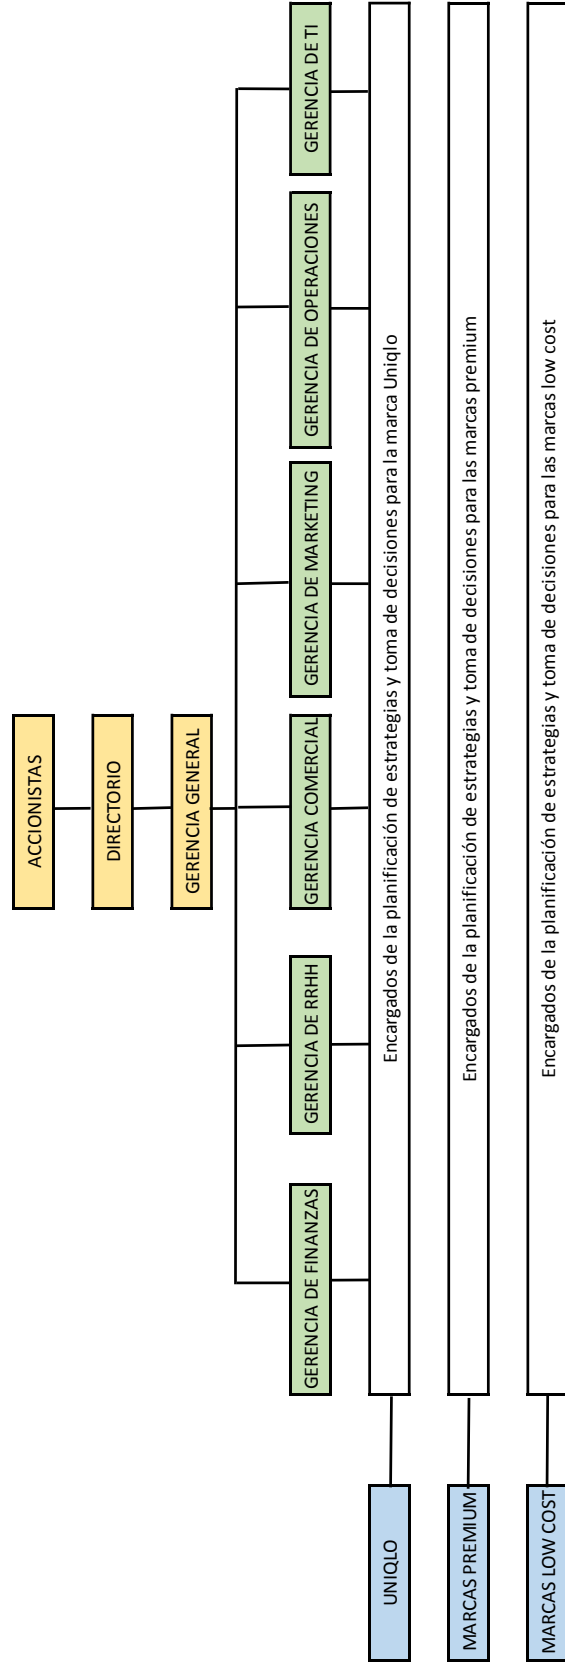 ACCIONISTAS
DIRECTORIO
GERENCIA GENERAL
GERENCIA DE FINANZAS
GERENCIA DE RRHH
GERENCIA COMERCIAL
GERENCIA DE MARKETING
GERENCIA DE OPERACIONES
GERENCIA DE TI
UNIQLO
Encargados de la planificación de estrategias y toma de decisiones para la marca Uniqlo
MARCAS PREMIUM
Encargados de la planificación de estrategias y toma de decisiones para las marcas premium
MARCAS LOW COST
Encargados de la planificación de estrategias y toma de decisiones para las marcas low cost